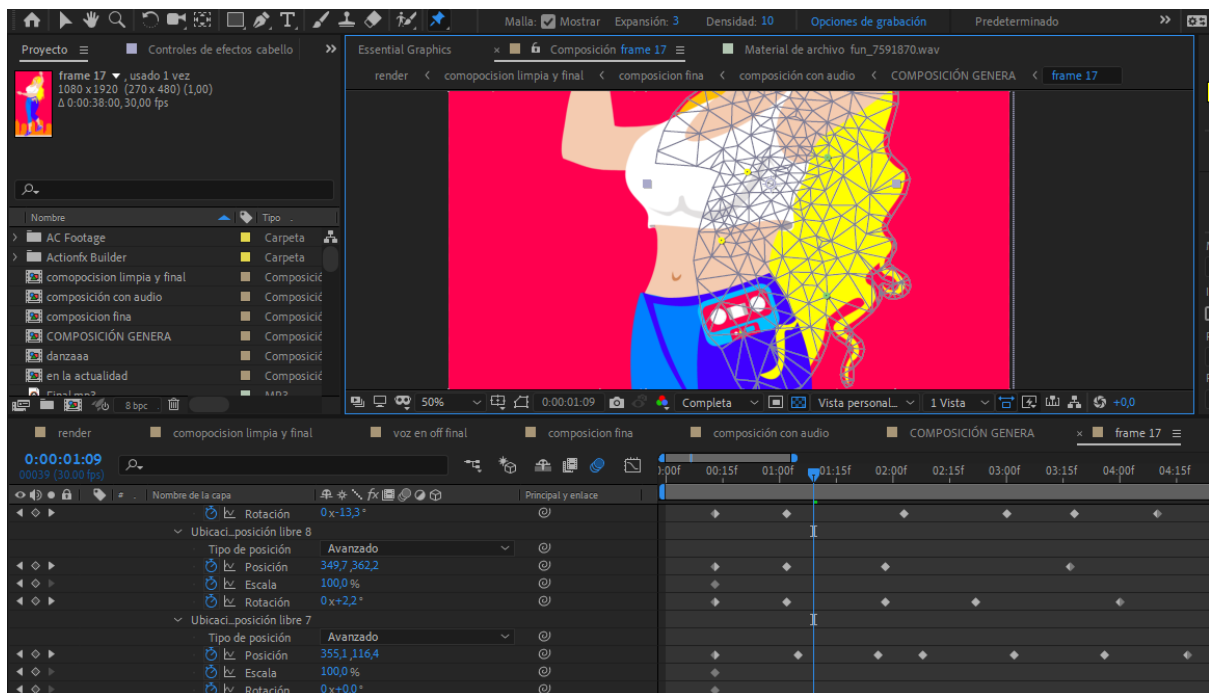 Malla: Mostrar Expansión: 3 Densidad: 10 Opciones de grabación Predeterminado
Proyecto Controles de efectos cabello
Essential Graphics Composición frame 17 Material de archivo fun_7591870.wav
frame 17 , usado 1 vez
1080 x 1920 (270 x 480) (1,00)
Δ 0:00:38:00, 30,00 fps
render comopocision limpia y final composicion fina composición con audio COMPOSICIÓN GENERA frame 17
Nombre Tipo
AC Footage Carpeta
Actionfx Builder Carpeta
comopocision limpia y final Composició
composición con audio Composició
composicion fina Composició
COMPOSICIÓN GENERA Composició
danzaaa Composició
en la actualidad Composició
Final.mp3 MP3
8 bpc
50% 0:00:01:09 Completa Vista personal... 1 Vista +0,0
render comopocision limpia y final voz en off final composicion fina composición con audio COMPOSICIÓN GENERA frame 17
0:00:01:09
00039 (30.00 fps)
00:15f 01:00f 01:15f 02:00f 02:15f 03:00f 03:15f 04:00f 04:15f
# Nombre de la capa Principal y enlace
Rotación 0x-13,3°
Ubicaci...posición libre 8
Tipo de posición Avanzado
Posición 349,7,362,2
Escala 100,0%
Rotación 0x+2,2°
Ubicaci...posición libre 7
Tipo de posición Avanzado
Posición 355,1,116,4
Escala 100,0%
Rotación 0x+0,0°